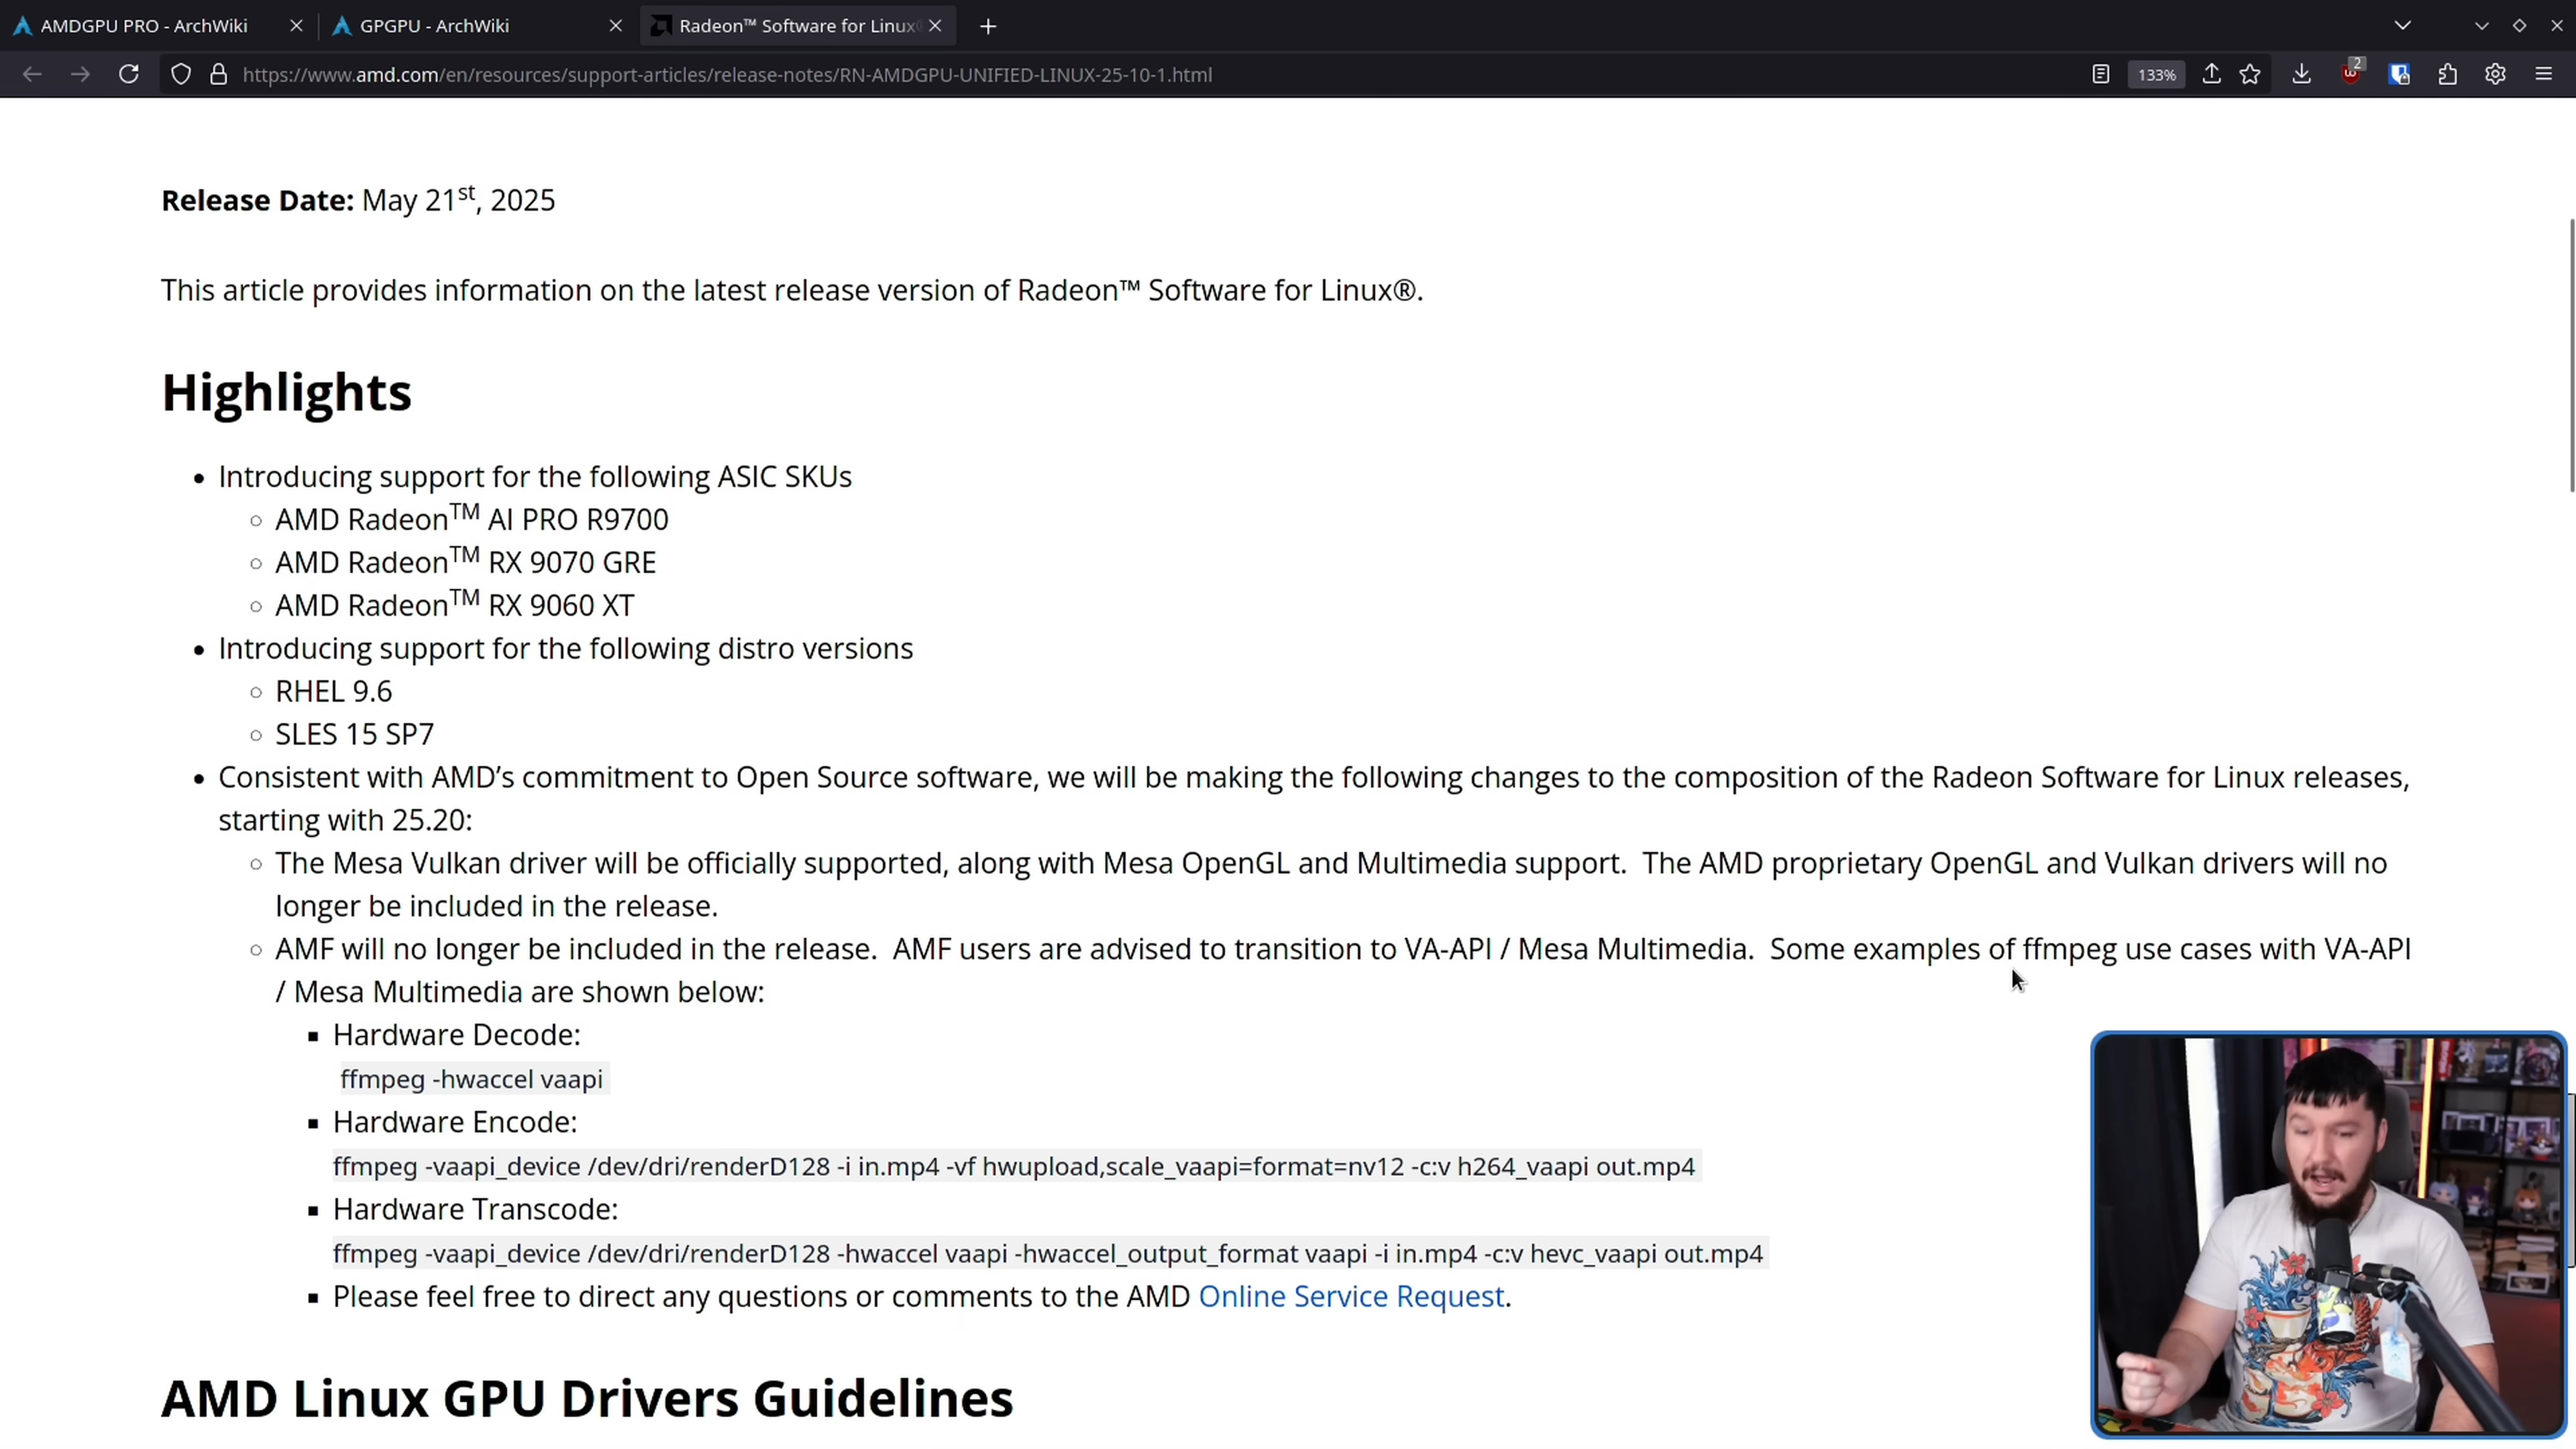 AMDGPU PRO - ArchWiki
GPGPU - ArchWiki
Radeon™ Software for Linux
https://www.amd.com/en/resources/support-articles/release-notes/RN-AMDGPU-UNIFIED-LINUX-25-10-1.html
133%
2
Release Date: May 21st, 2025
This article provides information on the latest release version of Radeon™ Software for Linux®.
Highlights
• Introducing support for the following ASIC SKUs
◦ AMD RadeonTM AI PRO R9700
◦ AMD RadeonTM RX 9070 GRE
◦ AMD RadeonTM RX 9060 XT
• Introducing support for the following distro versions
◦ RHEL 9.6
◦ SLES 15 SP7
• Consistent with AMD’s commitment to Open Source software, we will be making the following changes to the composition of the Radeon Software for Linux releases,
starting with 25.20:
◦ The Mesa Vulkan driver will be officially supported, along with Mesa OpenGL and Multimedia support. The AMD proprietary OpenGL and Vulkan drivers will no
longer be included in the release.
◦ AMF will no longer be included in the release. AMF users are advised to transition to VA-API / Mesa Multimedia. Some examples of ffmpeg use cases with VA-API
/ Mesa Multimedia are shown below:
▪ Hardware Decode:
ffmpeg -hwaccel vaapi
▪ Hardware Encode:
ffmpeg -vaapi_device /dev/dri/renderD128 -i in.mp4 -vf hwupload,scale_vaapi=format=nv12 -c:v h264_vaapi out.mp4
▪ Hardware Transcode:
ffmpeg -vaapi_device /dev/dri/renderD128 -hwaccel vaapi -hwaccel_output_format vaapi -i in.mp4 -c:v hevc_vaapi out.mp4
▪ Please feel free to direct any questions or comments to the AMD Online Service Request.
AMD Linux GPU Drivers Guidelines